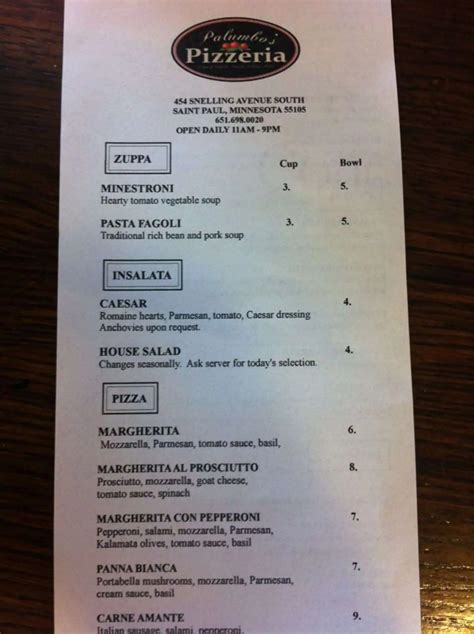 Palumbo's
Pizzeria
454 SNELLING AVENUE SOUTH
SAINT PAUL, MINNESOTA 55105
651.698.0020
OPEN DAILY 11AM - 9PM
ZUPPA Cup Bowl
MINESTRONI 3. 5.
Hearty tomato vegetable soup
PASTA FAGOLI 3. 5.
Traditional rich bean and pork soup
INSALATA
CAESAR 4.
Romaine hearts, Parmesan, tomato, Caesar dressing
Anchovies upon request.
HOUSE SALAD 4.
Changes seasonally. Ask server for today's selection.
PIZZA
MARGHERITA 6.
Mozzarella, Parmesan, tomato sauce, basil,
MARGHERITA AL PROSCIUTTO 8.
Prosciutto, mozzarella, goat cheese,
tomato sauce, spinach
MARGHERITA CON PEPPERONI 7.
Pepperoni, salami, mozzarella, Parmesan,
Kalamata olives, tomato sauce, basil
PANNA BIANCA 7.
Portabella mushrooms, mozzarella, Parmesan,
cream sauce, basil
CARNE AMANTE 9.
Italian sausage, salami, pepperoni,